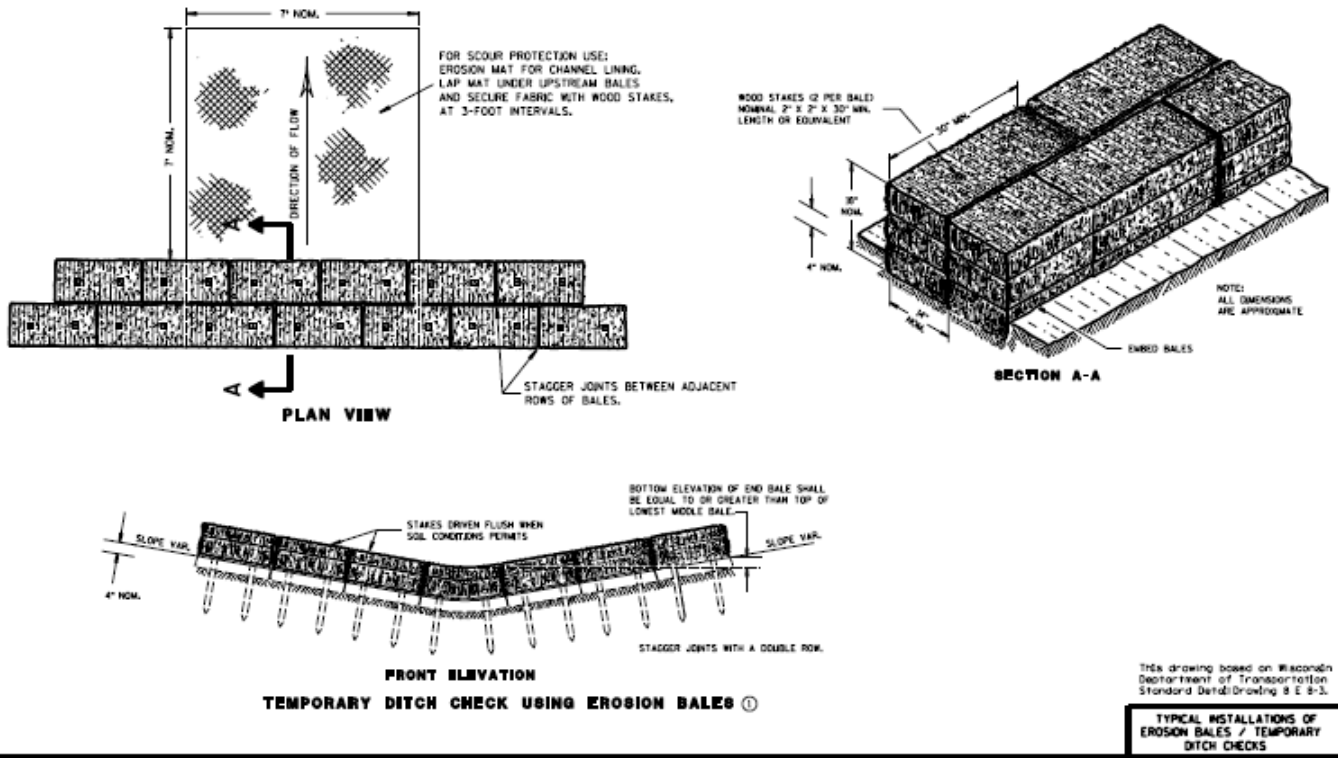 7' NOM.
7' NOM.
DIRECTION OF FLOW
FOR SCOUR PROTECTION USE:
EROSION MAT FOR CHANNEL LINING.
LAP MAT UNDER UPSTREAM BALES
AND SECURE FABRIC WITH WOOD STAKES,
AT 3-FOOT INTERVALS.
A
A
STAGGER JOINTS BETWEEN ADJACENT
ROWS OF BALES.
PLAN VIEW
WOOD STAKES (2 PER BALE)
NOMINAL 2" X 2" X 30" MIN.
LENGTH OR EQUIVALENT
30" MIN.
NOM.
4" NOM.
14"
NOM.
NOTE:
ALL DIMENSIONS
ARE APPROXIMATE
EMBED BALES
SECTION A-A
BOTTOM ELEVATION OF END BALE SHALL
BE EQUAL TO OR GREATER THAN TOP OF
LOWEST MIDDLE BALE.
STAKES DRIVEN FLUSH WHEN
SOIL CONDITIONS PERMITS
SLOPE VAR.
SLOPE VAR.
4" NOM.
STAGGER JOINTS WITH A DOUBLE ROW.
FRONT ELEVATION
TEMPORARY DITCH CHECK USING EROSION BALES ①
This drawing based on Wisconsin
Department of Transportation
Standard Detail Drawing 8 E 8-3.
TYPICAL INSTALLATIONS OF
EROSION BALES / TEMPORARY
DITCH CHECKS